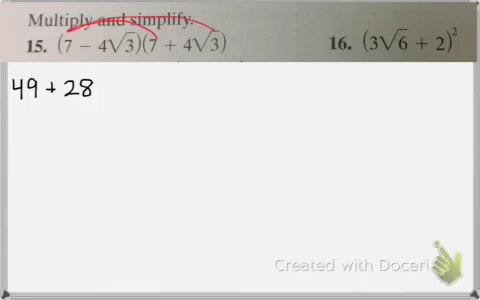 Multiply and simplify.
15. (7 − 4√3)(7 + 4√3) 16. (3√6 + 2)²
49 + 28
Created with Doceri